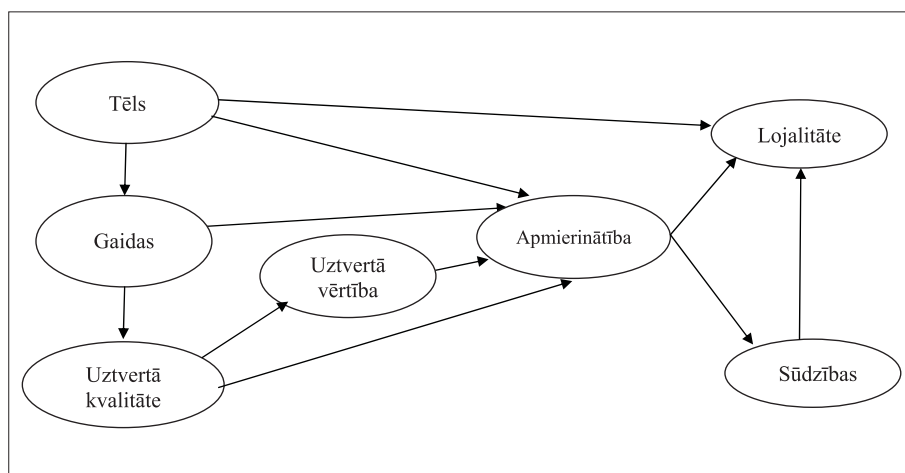 Tēls
Lojalitāte
Gaidas
Apmierinātība
Uztvertā
vērtība
Uztvertā
kvalitāte
Sūdzības